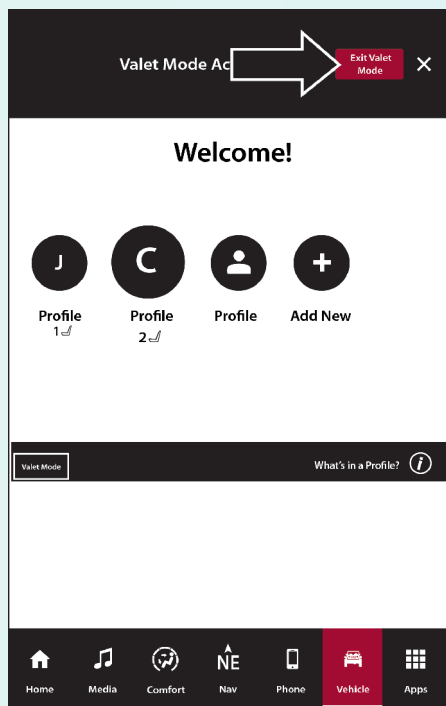 Valet Mode Ac
Exit Valet
Mode
Welcome!
J
C
Profile
1
Profile
2
Profile
Add New
Valet Mode
What's in a Profile?
i
NE
Home
Media
Comfort
Nav
Phone
Vehicle
Apps